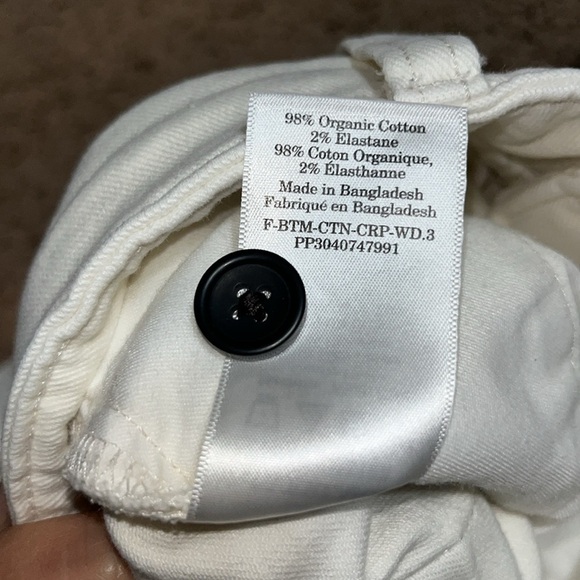 98% Organic Cotton
2% Elastane
98% Coton Organique,
2% Élasthanne
Made in Bangladesh
Fabriqué en Bangladesh
F-BTM-CTN-CRP-WD.3
PP3040747991